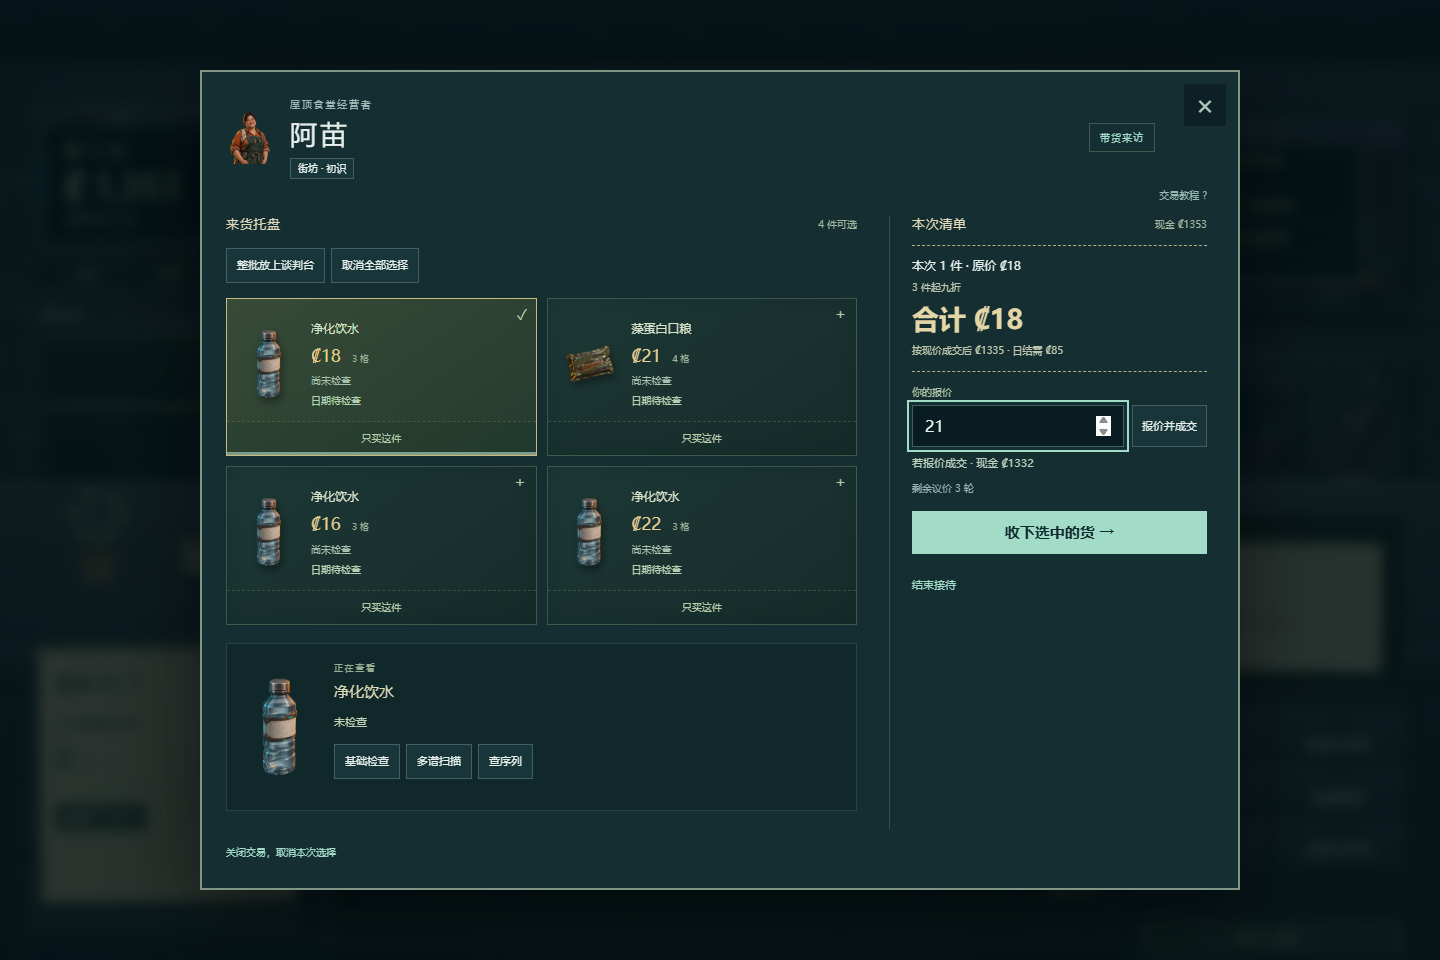 屋顶食堂经营者
阿苗
街坊 · 初识
带货来访
交易教程 ?
来货托盘
4 件可选
整批放上谈判台
取消全部选择
净化饮水
₡18 3 格
尚未检查
日期待检查
只买这件
藻蛋白口粮
₡21 4 格
尚未检查
日期待检查
只买这件
净化饮水
₡16 3 格
尚未检查
日期待检查
只买这件
净化饮水
₡22 3 格
尚未检查
日期待检查
只买这件
正在查看
净化饮水
未检查
基础检查
多谱扫描
查序列
关闭交易，取消本次选择
本次清单
现金 ₡1353
本次 1 件 · 原价 ₡18
3 件起九折
合计 ₡18
按现价成交后 ₡1335 · 日结需 ₡85
你的报价
21
报价并成交
若报价成交 · 现金 ₡1332
剩余议价 3 轮
收下选中的货 →
结束接待